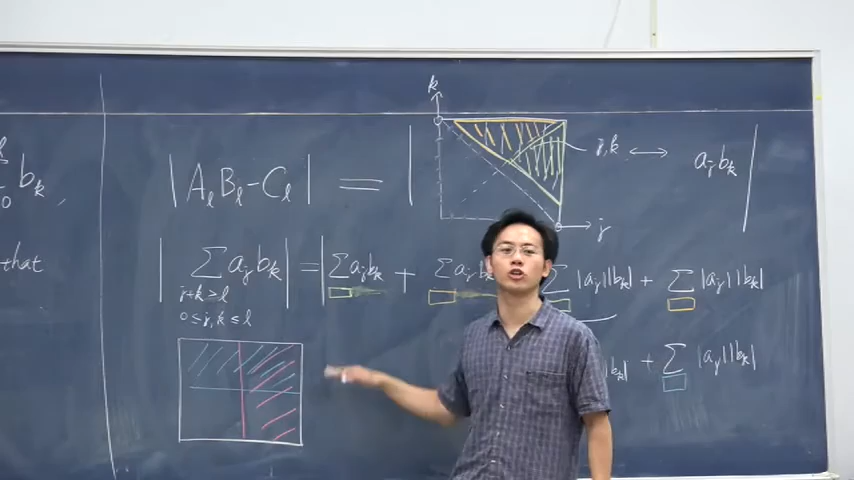 b_k,
0
that
k
j,k ↔ a_j b_k |
j
|A_ℓ B_ℓ - C_ℓ| = |
| Σ a_j b_k | = | Σ a_j b_k + Σ a_j
Σ |a_j||b_k| + Σ |a_j||b_k|
j+k>ℓ
0≤j,k≤ℓ
|b_k| + Σ |a_j||b_k|